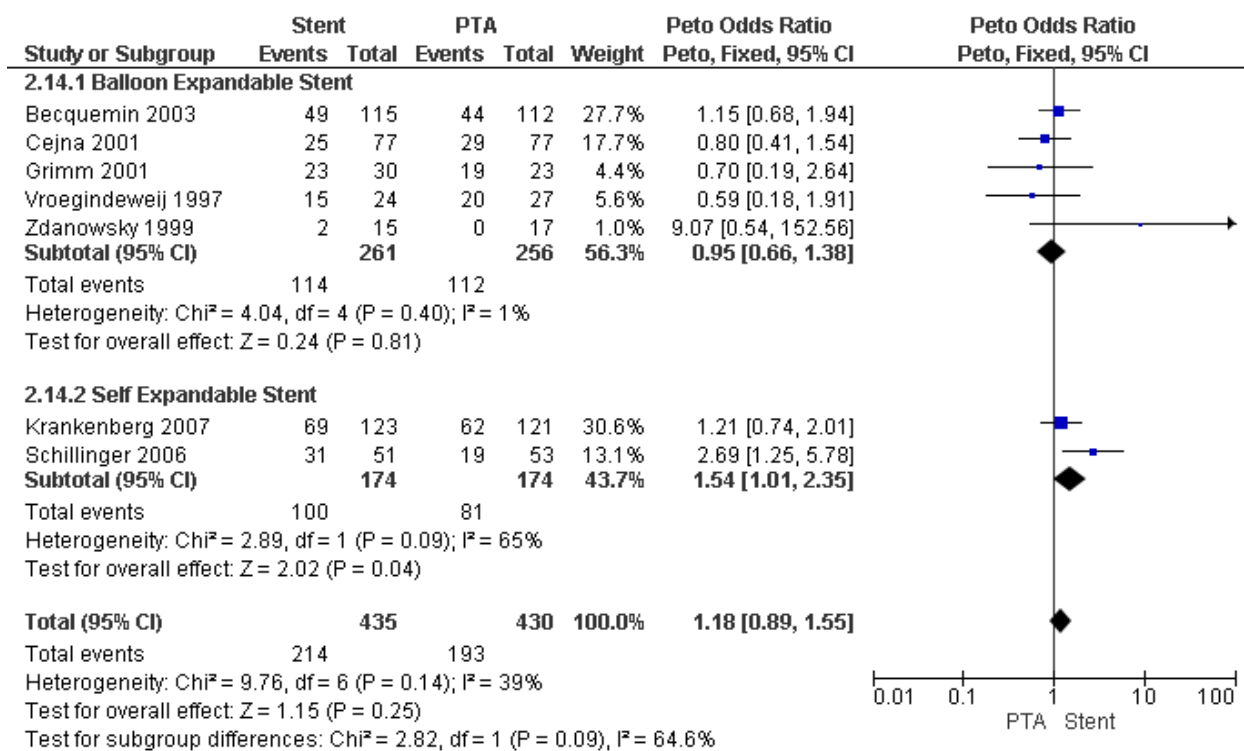 Stent PTA Peto Odds Ratio Peto Odds Ratio
Study or Subgroup Events Total Events Total Weight Peto, Fixed, 95% CI Peto, Fixed, 95% CI
2.14.1 Balloon Expandable Stent
Becquemin 2003 49 115 44 112 27.7% 1.15 [0.68, 1.94]
Cejna 2001 25 77 29 77 17.7% 0.80 [0.41, 1.54]
Grimm 2001 23 30 19 23 4.4% 0.70 [0.19, 2.64]
Vroegindeweij 1997 15 24 20 27 5.6% 0.59 [0.18, 1.91]
Zdanowsky 1999 2 15 0 17 1.0% 9.07 [0.54, 152.56]
Subtotal (95% CI) 261 256 56.3% 0.95 [0.66, 1.38]
Total events 114 112
Heterogeneity: Chi² = 4.04, df = 4 (P = 0.40); I² = 1%
Test for overall effect: Z = 0.24 (P = 0.81)
2.14.2 Self Expandable Stent
Krankenberg 2007 69 123 62 121 30.6% 1.21 [0.74, 2.01]
Schillinger 2006 31 51 19 53 13.1% 2.69 [1.25, 5.78]
Subtotal (95% CI) 174 174 43.7% 1.54 [1.01, 2.35]
Total events 100 81
Heterogeneity: Chi² = 2.89, df = 1 (P = 0.09); I² = 65%
Test for overall effect: Z = 2.02 (P = 0.04)
Total (95% CI) 435 430 100.0% 1.18 [0.89, 1.55]
Total events 214 193
Heterogeneity: Chi² = 9.76, df = 6 (P = 0.14); I² = 39%
Test for overall effect: Z = 1.15 (P = 0.25)
Test for subgroup differences: Chi² = 2.82, df = 1 (P = 0.09), I² = 64.6%
0.01 0.1 1 10 100
PTA Stent